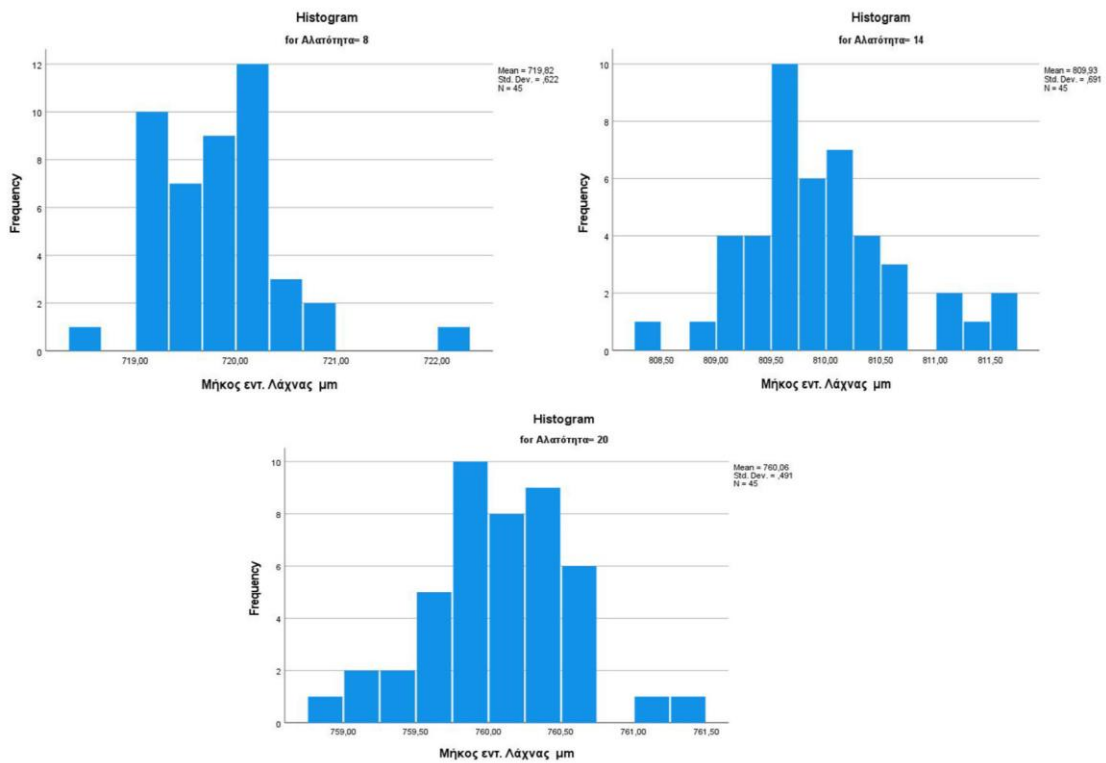 Histogram
for Αλατότητα= 8
Mean = 719,82
Std. Dev. = ,622
N = 45
12
10
8
6
4
2
0
Frequency
719,00 720,00 721,00 722,00
Μήκος εντ. Λάχνας μm
Histogram
for Αλατότητα= 14
Mean = 809,93
Std. Dev. = ,691
N = 45
10
8
6
4
2
0
Frequency
808,50 809,00 809,50 810,00 810,50 811,00 811,50
Μήκος εντ. Λάχνας μm
Histogram
for Αλατότητα= 20
Mean = 760,06
Std. Dev. = ,491
N = 45
10
8
6
4
2
0
Frequency
759,00 759,50 760,00 760,50 761,00 761,50
Μήκος εντ. Λάχνας μm